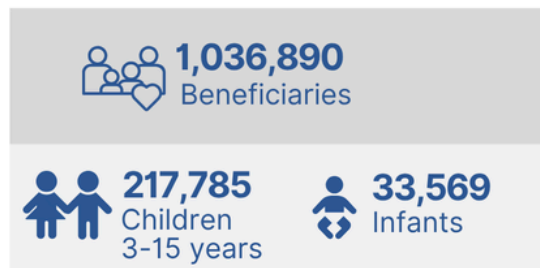 1,036,890
Beneficiaries
217,785
Children
3-15 years
33,569
Infants